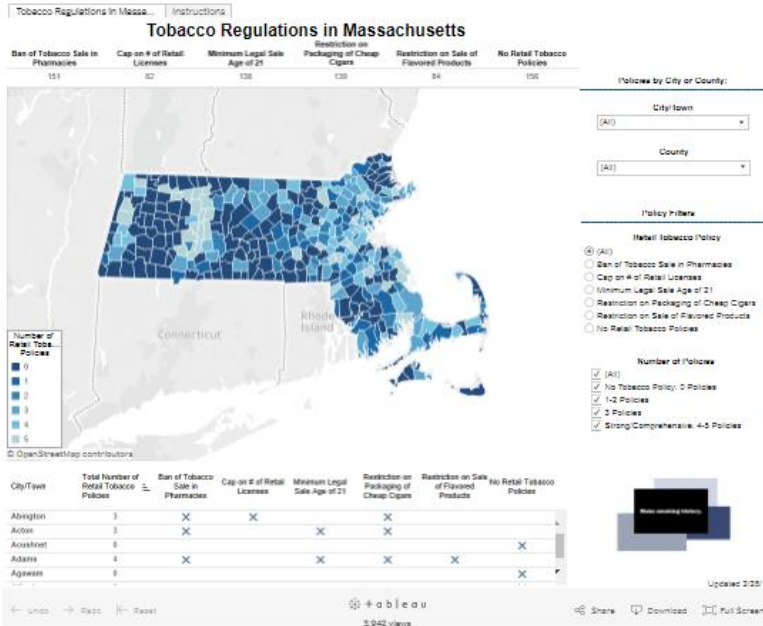 Tobacco Regulations in Massa... Instructions
Tobacco Regulations in Massachusetts
Ban of Tobacco Sale in Pharmacies
Cap on # of Retail Licenses
Minimum Legal Sale Age of 21
Restriction on Packaging of Cheap Cigars
Restriction on Sale of Flavored Products
No Retail Tobacco Policies
151 82 138 139 84 156
Policies by City or County:
City/Town
(All)
County
(All)
Policy Filters
Retail Tobacco Policy
(All)
Ban of Tobacco Sale in Pharmacies
Cap on # of Retail Licenses
Minimum Legal Sale Age of 21
Restriction on Packaging of Cheap Cigars
Restriction on Sale of Flavored Products
No Retail Tobacco Policies
Number of Policies
(All)
No Tobacco Policy: 0 Policies
1-2 Policies
3 Policies
Strong/Comprehensive: 4-5 Policies
Connecticut
Rhode
Island
Number of
Retail Toba...
Policies
0
1
2
3
4
5
© OpenStreetMap contributors
City/Town
Total Number of Retail Tobacco Policies
Ban of Tobacco Sale in Pharmacies
Cap on # of Retail Licenses
Minimum Legal Sale Age of 21
Restriction on Packaging of Cheap Cigars
Restriction on Sale of Flavored Products
No Retail Tobacco Policies
Abington 3 X X X
Acton 3 X X X
Acushnet 0 X
Adams 4 X X X X
Agawam 0 X
Make smoking history.
Updated 2/25/
← Undo → Redo Reset
+ableau
3,942 views
Share Download Full Screen